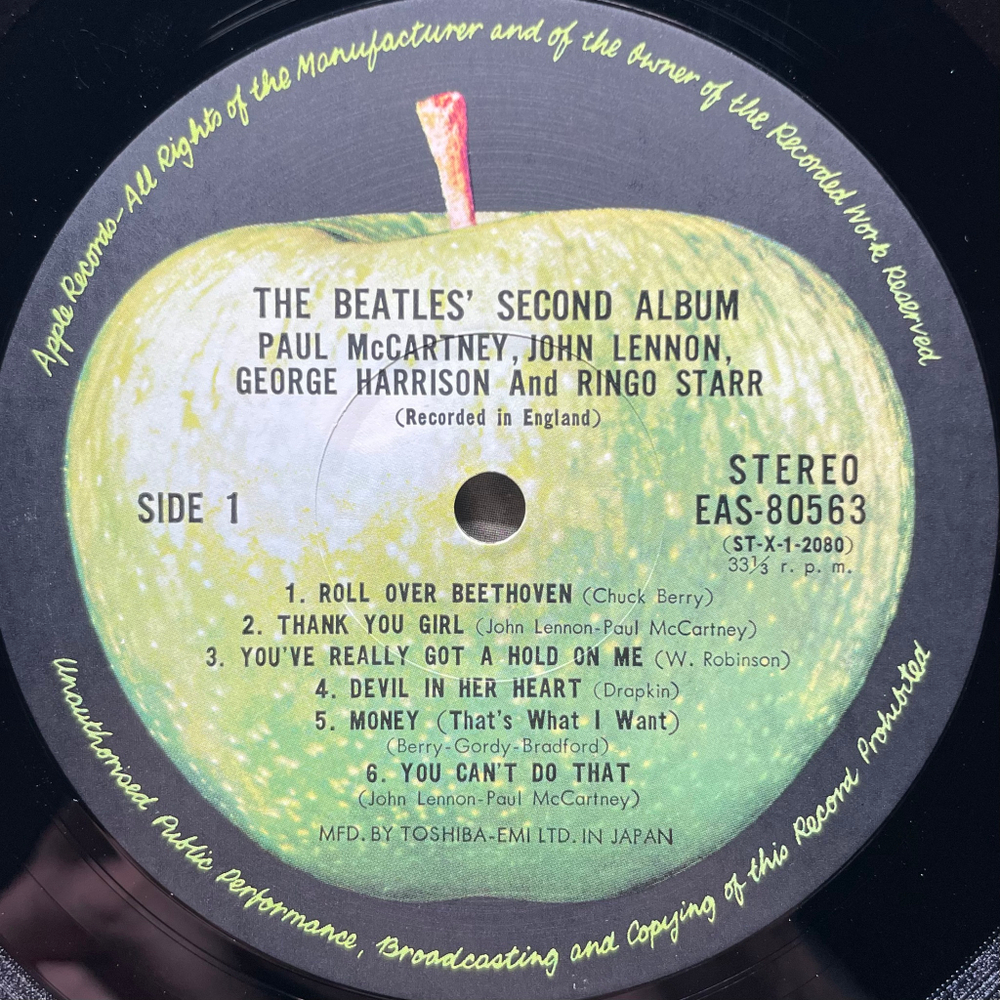 Apple Records-All Rights of the Manufacturer and of the Owner of the Recorded Work Reserved
THE BEATLES' SECOND ALBUM
PAUL McCARTNEY, JOHN LENNON,
GEORGE HARRISON And RINGO STARR
(Recorded in England)
SIDE 1
STEREO
EAS-80563
(ST-X-1-2080)
33⅓ r. p. m.
1. ROLL OVER BEETHOVEN (Chuck Berry)
2. THANK YOU GIRL (John Lennon-Paul McCartney)
3. YOU'VE REALLY GOT A HOLD ON ME (W. Robinson)
4. DEVIL IN HER HEART (Drapkin)
5. MONEY (That's What I Want)
(Berry-Gordy-Bradford)
6. YOU CAN'T DO THAT
(John Lennon-Paul McCartney)
MFD. BY TOSHIBA-EMI LTD. IN JAPAN
Unauthorised Public Performance, Broadcasting and Copying of this Record Prohibited